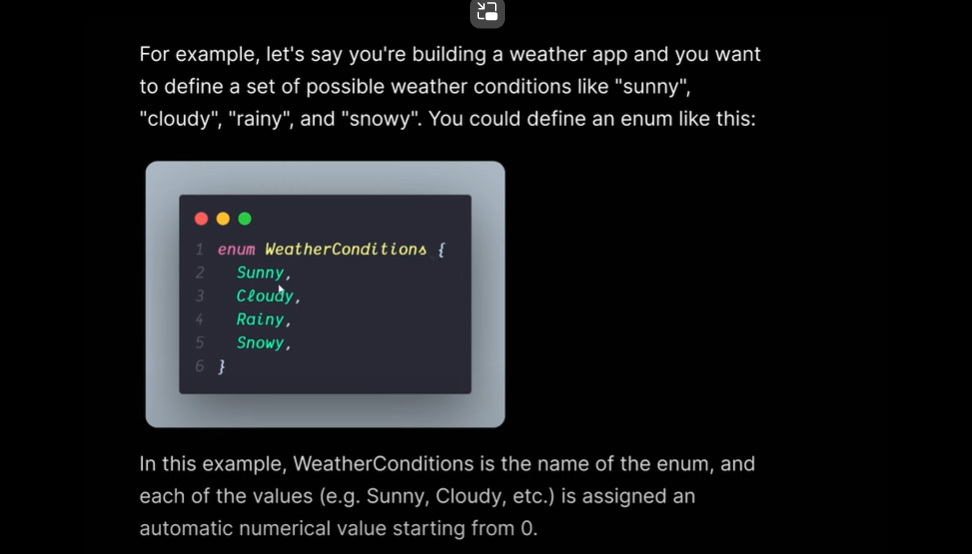 For example, let's say you're building a weather app and you want
to define a set of possible weather conditions like "sunny",
"cloudy", "rainy", and "snowy". You could define an enum like this:
1 enum WeatherConditions {
2 Sunny,
3 Cloudy,
4 Rainy,
5 Snowy,
6 }
In this example, WeatherConditions is the name of the enum, and
each of the values (e.g. Sunny, Cloudy, etc.) is assigned an
automatic numerical value starting from 0.